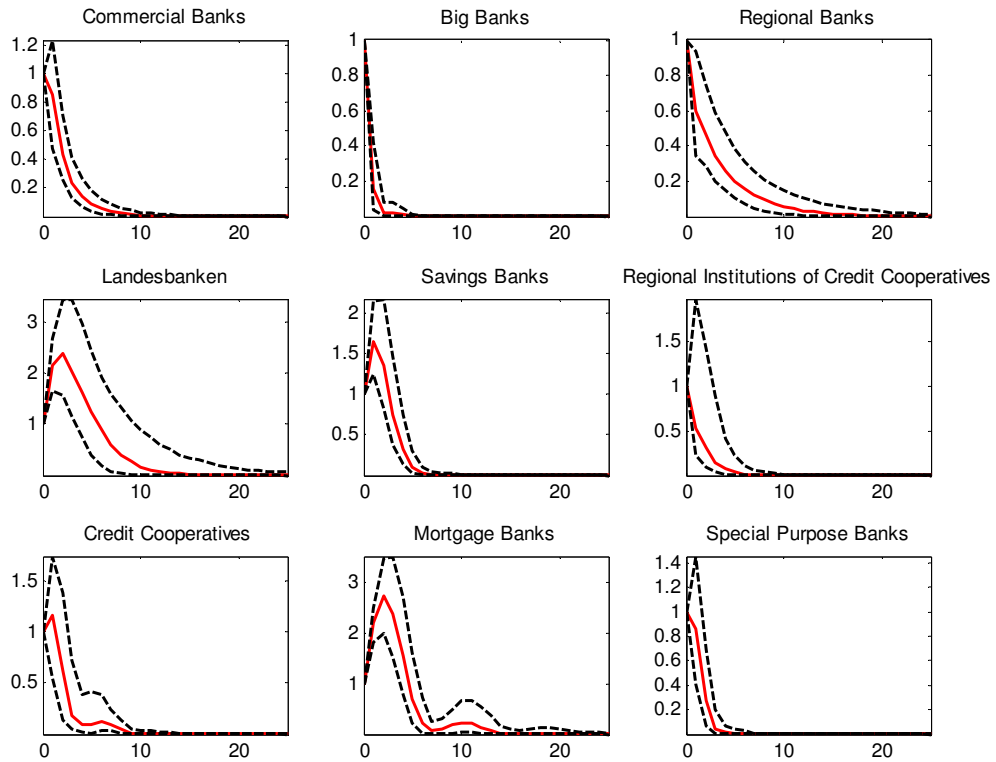 Commercial Banks
1.2
1
0.8
0.6
0.4
0.2
0 10 20
Big Banks
1
0.8
0.6
0.4
0.2
0 10 20
Regional Banks
1
0.8
0.6
0.4
0.2
0 10 20
Landesbanken
3
2
1
0 10 20
Savings Banks
2
1.5
1
0.5
0 10 20
Regional Institutions of Credit Cooperatives
1.5
1
0.5
0 10 20
Credit Cooperatives
1.5
1
0.5
0 10 20
Mortgage Banks
3
2
1
0 10 20
Special Purpose Banks
1.4
1.2
1
0.8
0.6
0.4
0.2
0 10 20